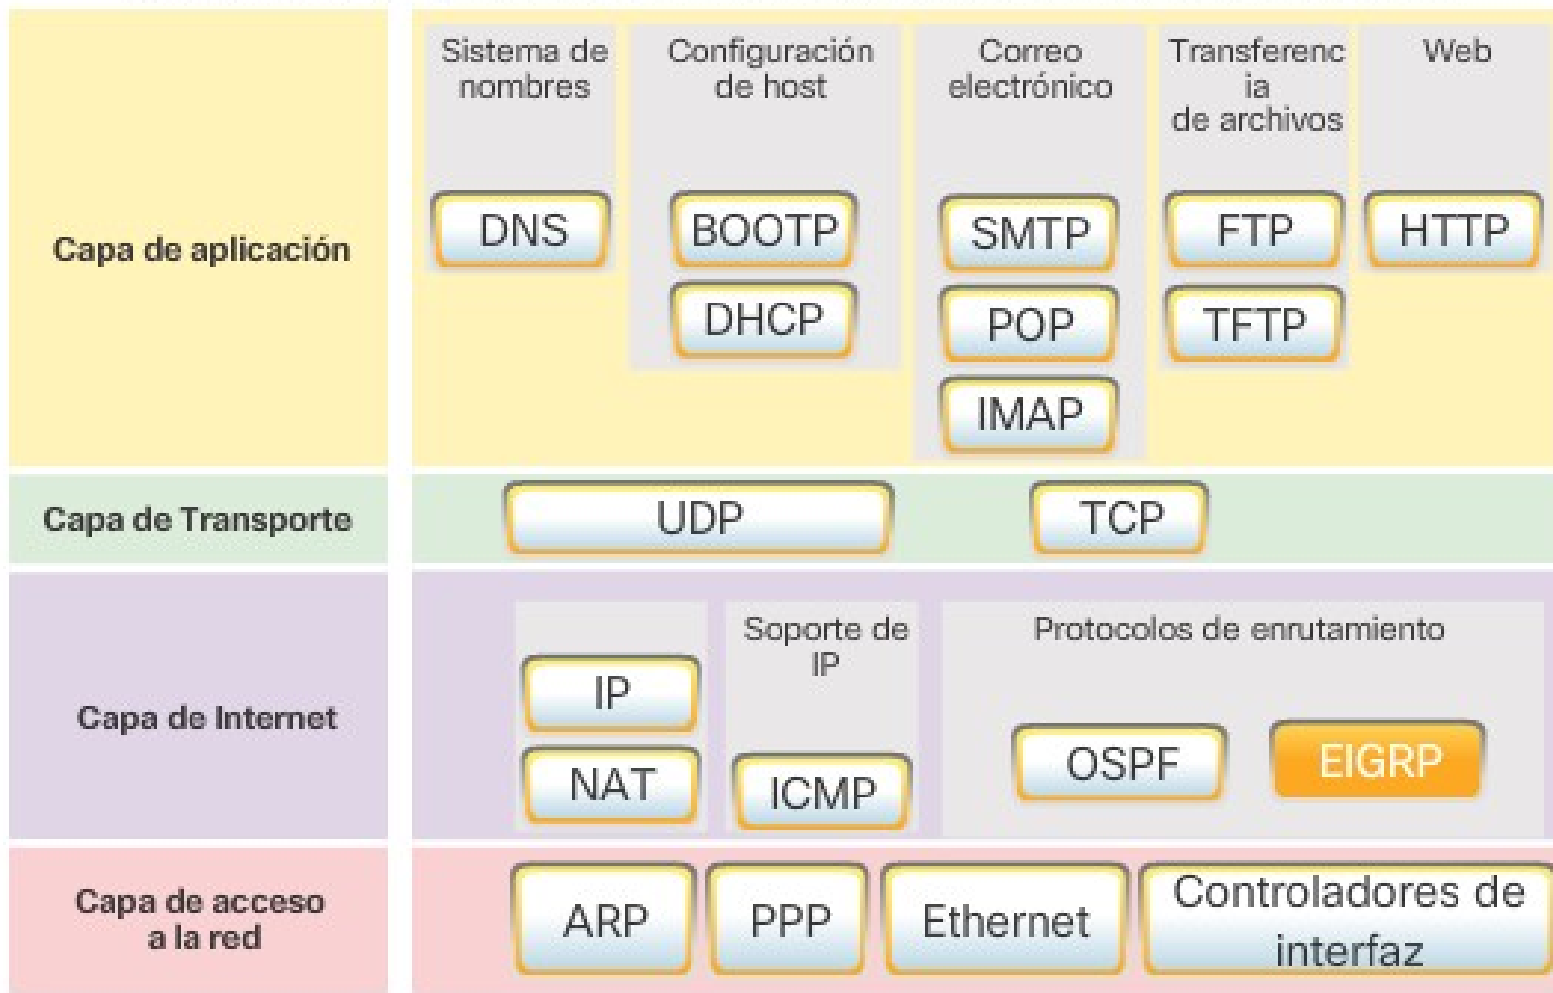 Capa de aplicación
Sistema de
nombres
DNS
Configuración
de host
BOOTP
DHCP
Correo
electrónico
SMTP
POP
IMAP
Transferenc
ia
de archivos
FTP
TFTP
Web
HTTP
Capa de Transporte
UDP
TCP
Capa de Internet
IP
NAT
Soporte de
IP
ICMP
Protocolos de enrutamiento
OSPF
EIGRP
Capa de acceso
a la red
ARP
PPP
Ethernet
Controladores de
interfaz